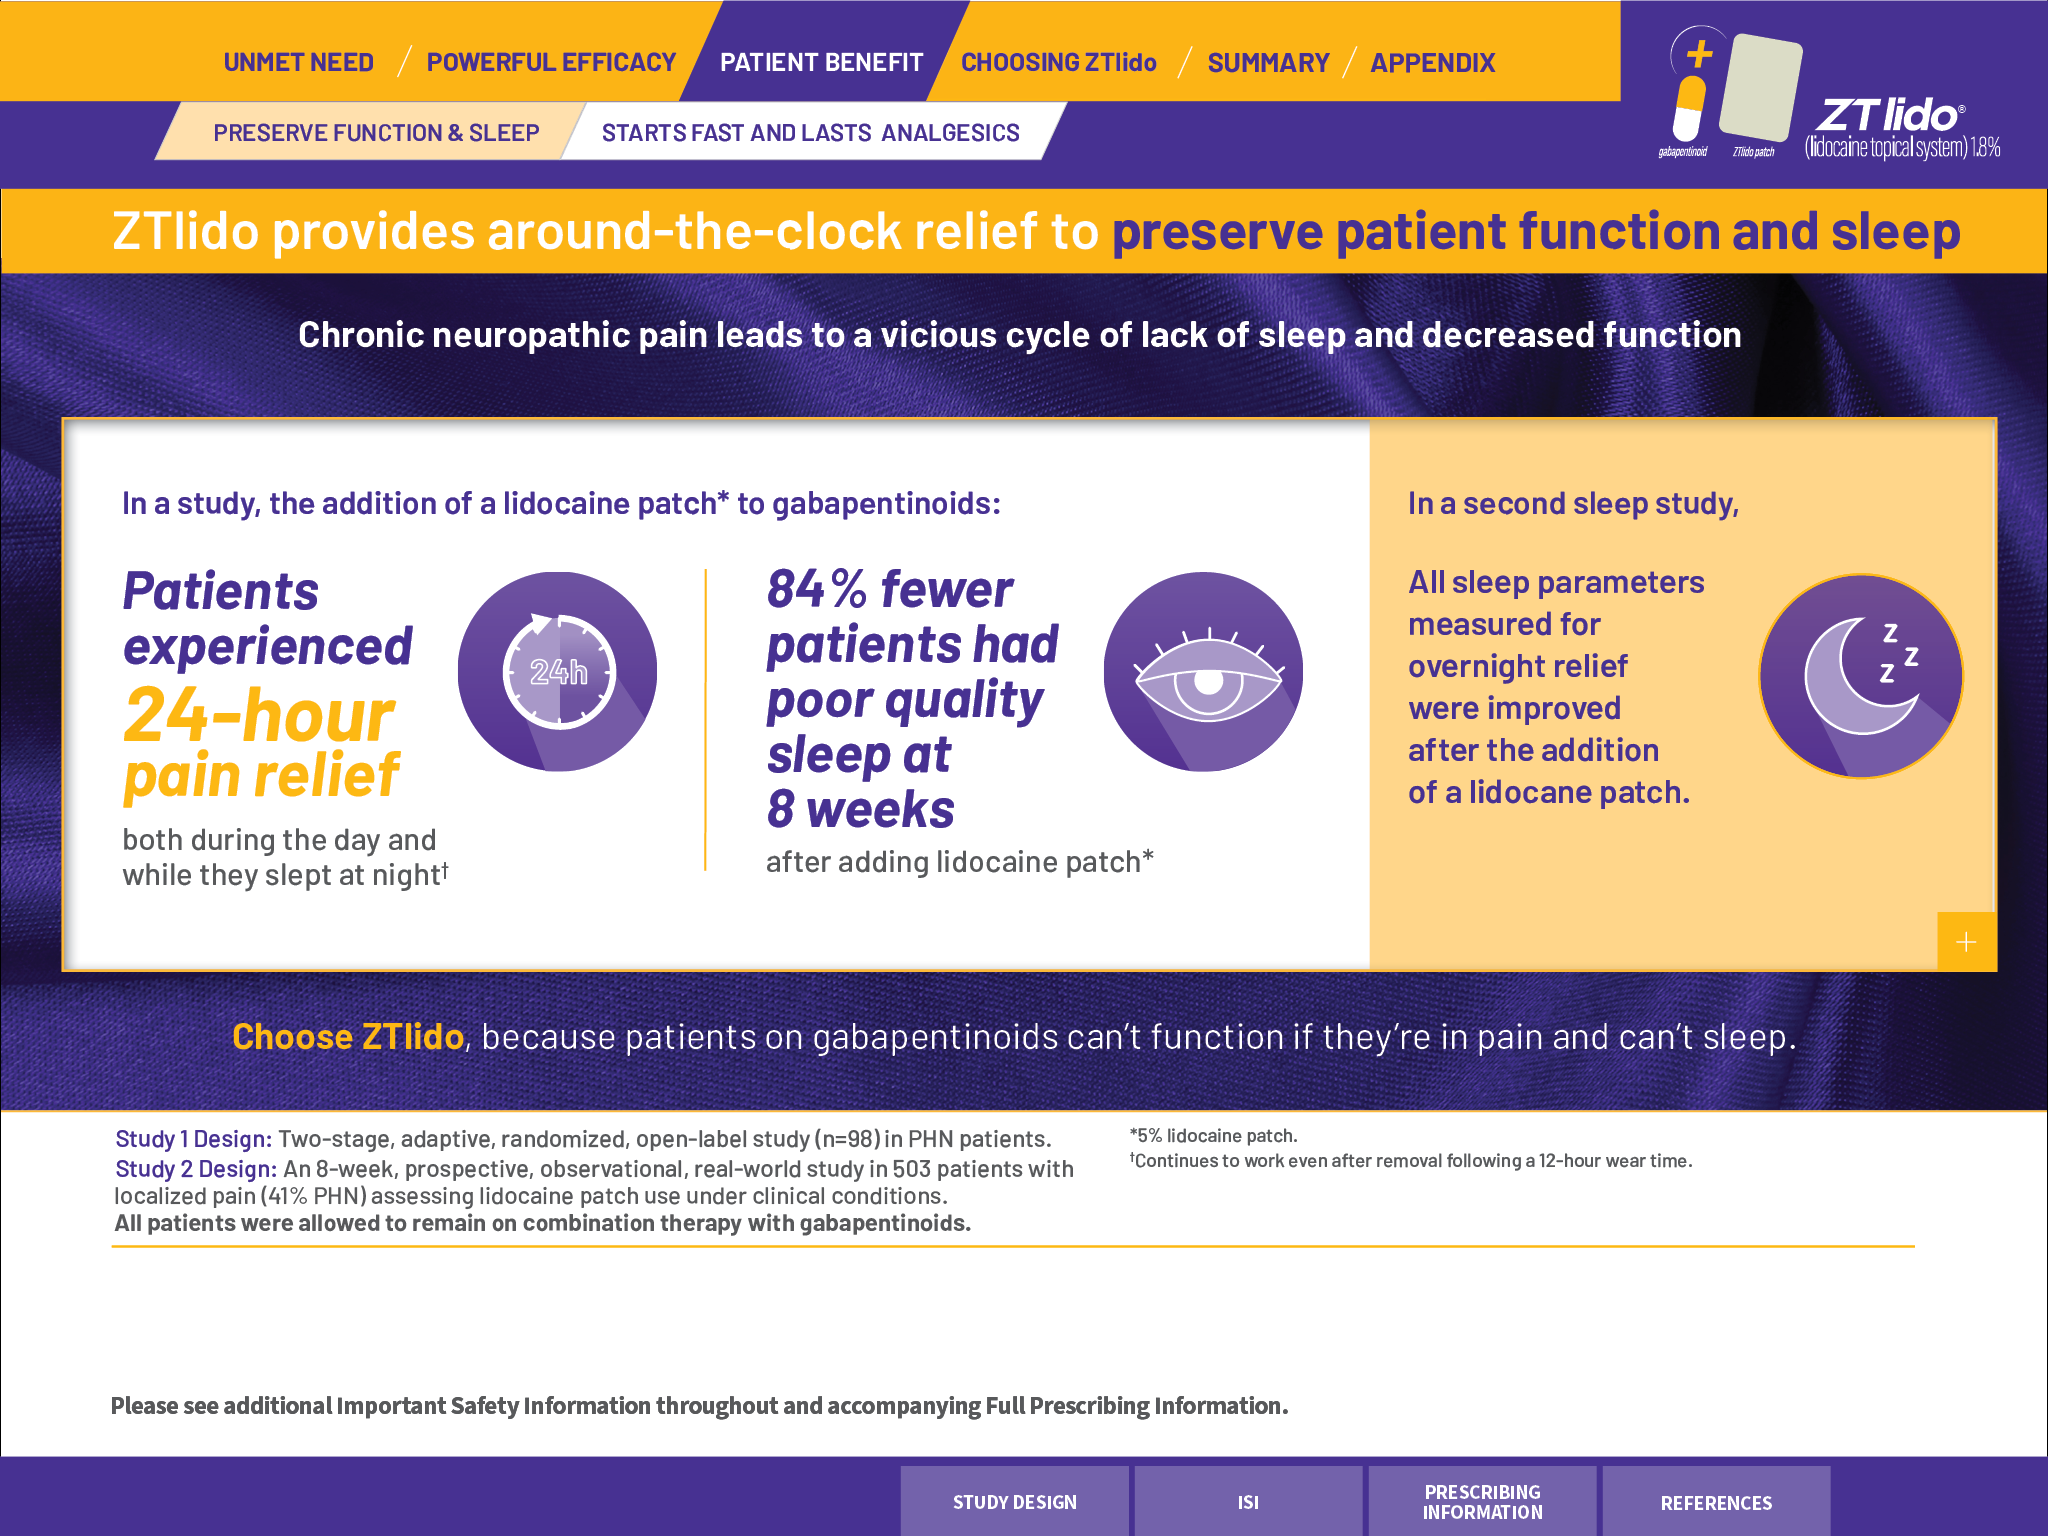 UNMET NEED / POWERFUL EFFICACY PATIENT BENEFIT CHOOSING ZTlido / SUMMARY / APPENDIX
PRESERVE FUNCTION & SLEEP STARTS FAST AND LASTS ANALGESICS
+
gabapentinoid ZTlido patch
ZTlido®
(lidocaine topical system) 1.8%
ZTlido provides around-the-clock relief to preserve patient function and sleep
Chronic neuropathic pain leads to a vicious cycle of lack of sleep and decreased function
In a study, the addition of a lidocaine patch* to gabapentinoids:
Patients
experienced
24-hour
pain relief
both during the day and
while they slept at night†
24h
84% fewer
patients had
poor quality
sleep at
8 weeks
after adding lidocaine patch*
In a second sleep study,
All sleep parameters
measured for
overnight relief
were improved
after the addition
of a lidocane patch.
z
z
z
+
Choose ZTlido, because patients on gabapentinoids can’t function if they’re in pain and can’t sleep.
Study 1 Design: Two-stage, adaptive, randomized, open-label study (n=98) in PHN patients.
Study 2 Design: An 8-week, prospective, observational, real-world study in 503 patients with
localized pain (41% PHN) assessing lidocaine patch use under clinical conditions.
All patients were allowed to remain on combination therapy with gabapentinoids.
*5% lidocaine patch.
†Continues to work even after removal following a 12-hour wear time.
Please see additional Important Safety Information throughout and accompanying Full Prescribing Information.
STUDY DESIGN
ISI
PRESCRIBING
INFORMATION
REFERENCES